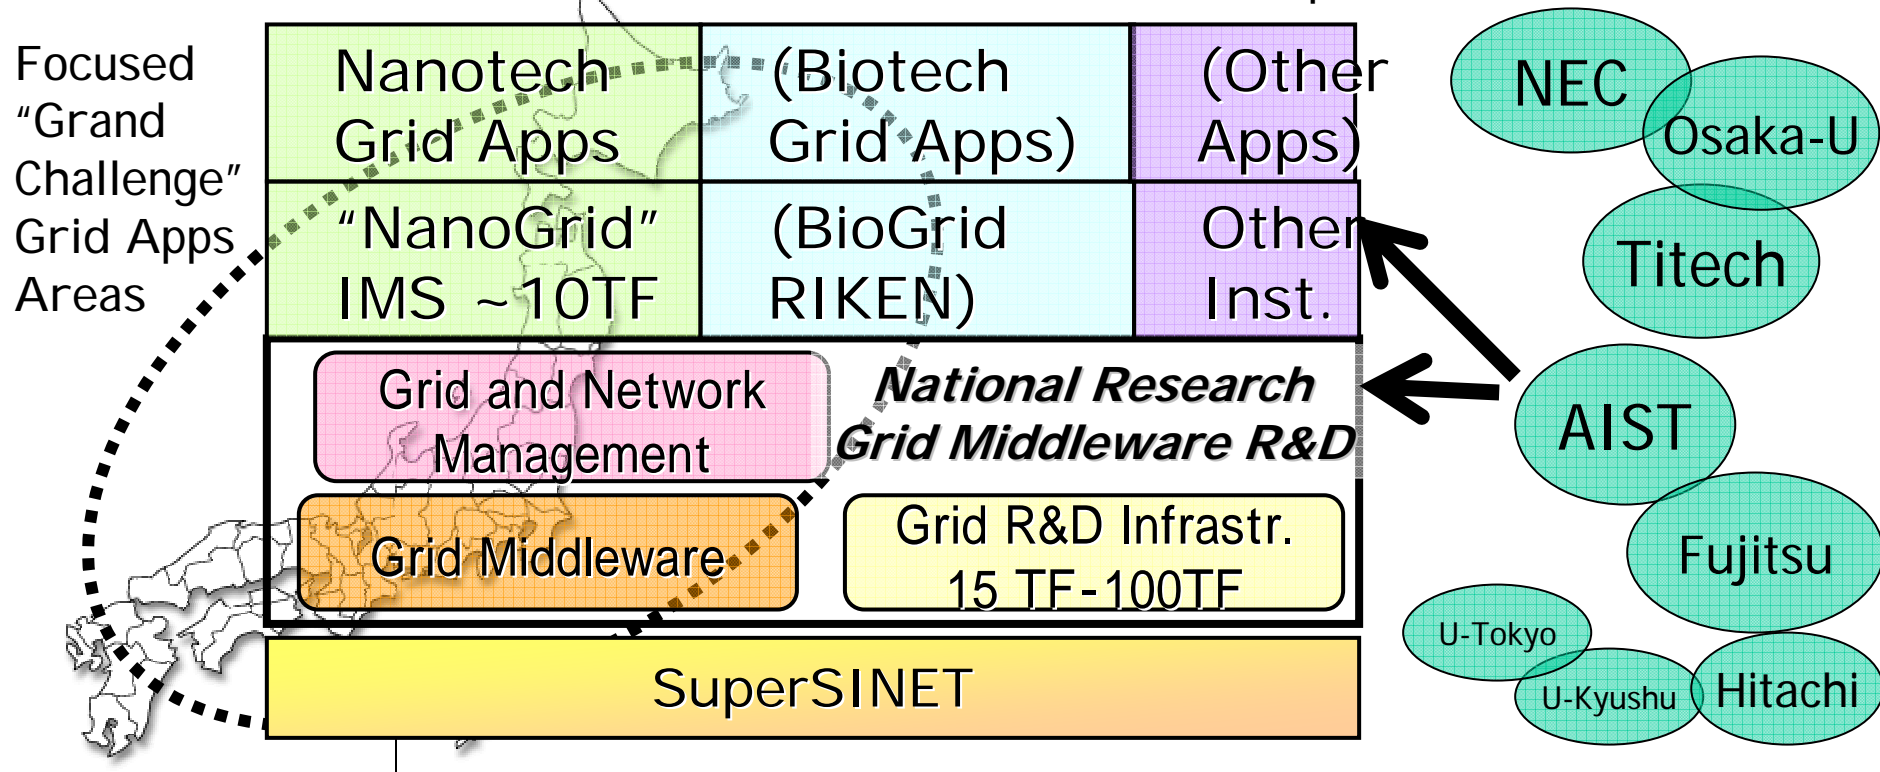 Focused
“Grand
Challenge”
Grid Apps
Areas
Nanotech
Grid Apps
(Biotech
Grid Apps)
(Other
Apps)
“NanoGrid”
IMS ~10TF
(BioGrid
RIKEN)
Other
Inst.
Grid and Network
Management
National Research
Grid Middleware R&D
Grid Middleware
Grid R&D Infrastr.
15 TF-100TF
SuperSINET
NEC
Osaka-U
Titech
AIST
Fujitsu
U-Tokyo
U-Kyushu
Hitachi